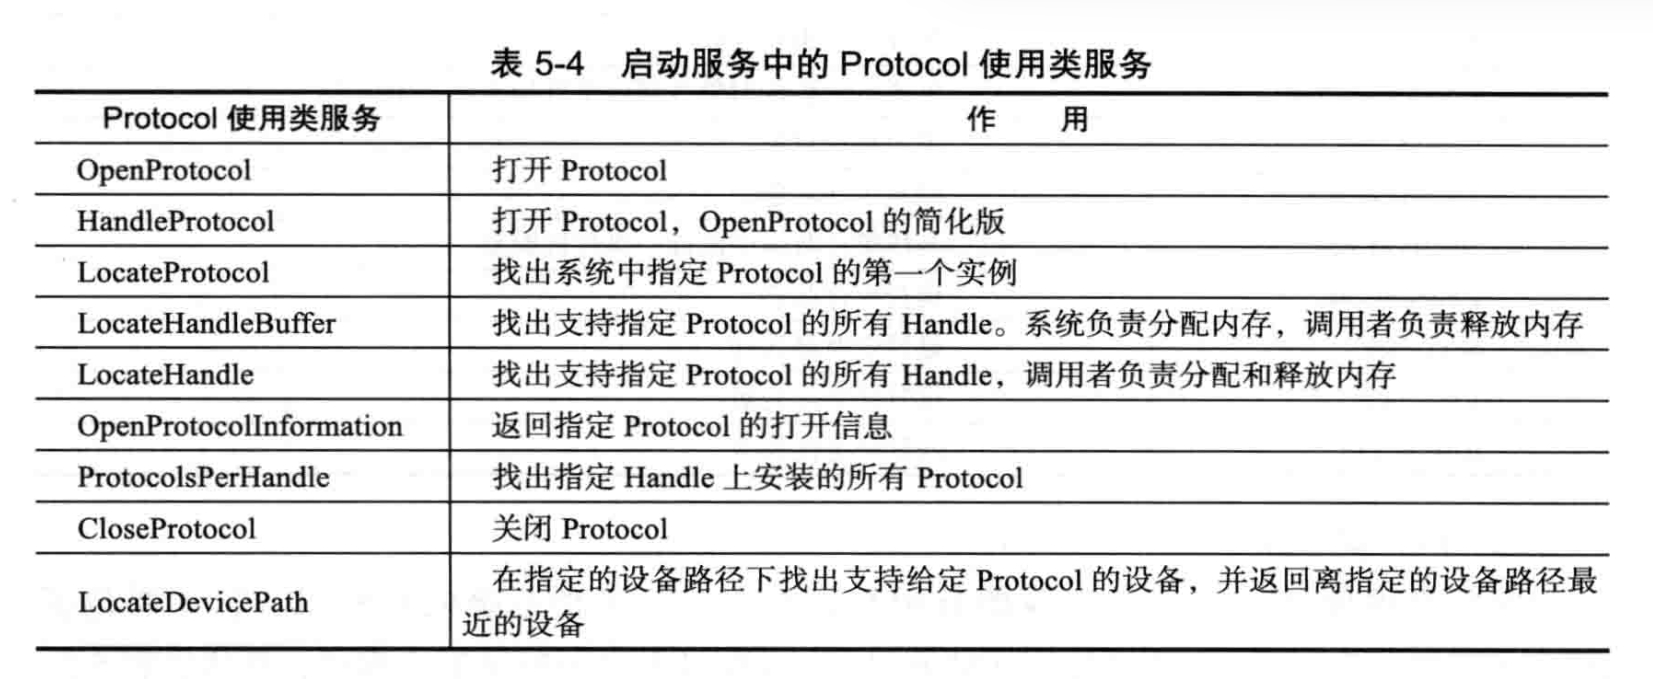 表 5-4 启动服务中的 Protocol 使用类服务
Protocol 使用类服务 作 用
OpenProtocol 打开 Protocol
HandleProtocol 打开 Protocol，OpenProtocol 的简化版
LocateProtocol 找出系统中指定 Protocol 的第一个实例
LocateHandleBuffer 找出支持指定 Protocol 的所有 Handle。系统负责分配内存，调用者负责释放内存
LocateHandle 找出支持指定 Protocol 的所有 Handle，调用者负责分配和释放内存
OpenProtocolInformation 返回指定 Protocol 的打开信息
ProtocolsPerHandle 找出指定 Handle 上安装的所有 Protocol
CloseProtocol 关闭 Protocol
LocateDevicePath 在指定的设备路径下找出支持给定 Protocol 的设备，并返回离指定的设备路径最
近的设备